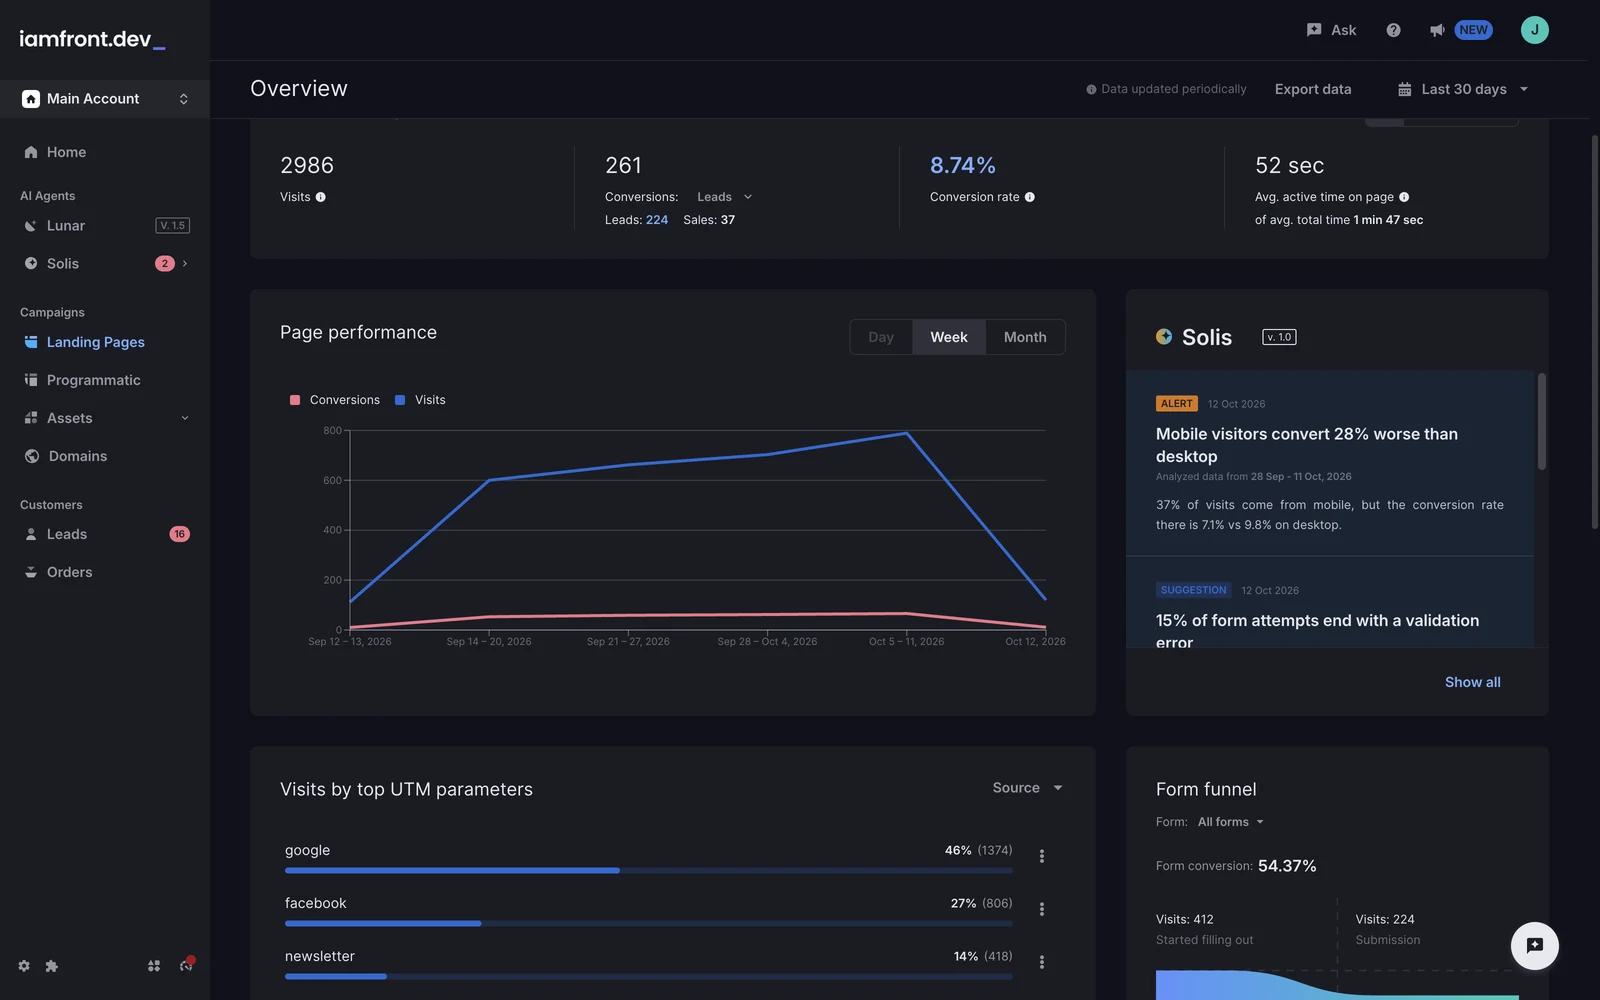 iamfront.dev_
Main Account
Home
AI Agents
Lunar V. 1.5
Solis 2
Campaigns
Landing Pages
Programmatic
Assets
Domains
Customers
Leads 16
Orders
Ask NEW J
Overview
Data updated periodically Export data Last 30 days
2986
Visits
261
Conversions: Leads
Leads: 224 Sales: 37
8.74%
Conversion rate
52 sec
Avg. active time on page
of avg. total time 1 min 47 sec
Page performance
Day Week Month
Conversions Visits
800
600
400
200
0
Sep 12 – 13, 2026 Sep 14 – 20, 2026 Sep 21 – 27, 2026 Sep 28 – Oct 4, 2026 Oct 5 – 11, 2026 Oct 12, 2026
Solis v. 1.0
ALERT 12 Oct 2026
Mobile visitors convert 28% worse than
desktop
Analyzed data from 28 Sep - 11 Oct, 2026
37% of visits come from mobile, but the conversion rate
there is 7.1% vs 9.8% on desktop.
SUGGESTION 12 Oct 2026
15% of form attempts end with a validation
error
Show all
Visits by top UTM parameters
Source
google 46% (1374)
facebook 27% (806)
newsletter 14% (418)
Form funnel
Form: All forms
Form conversion: 54.37%
Visits: 412
Started filling out
Visits: 224
Submission